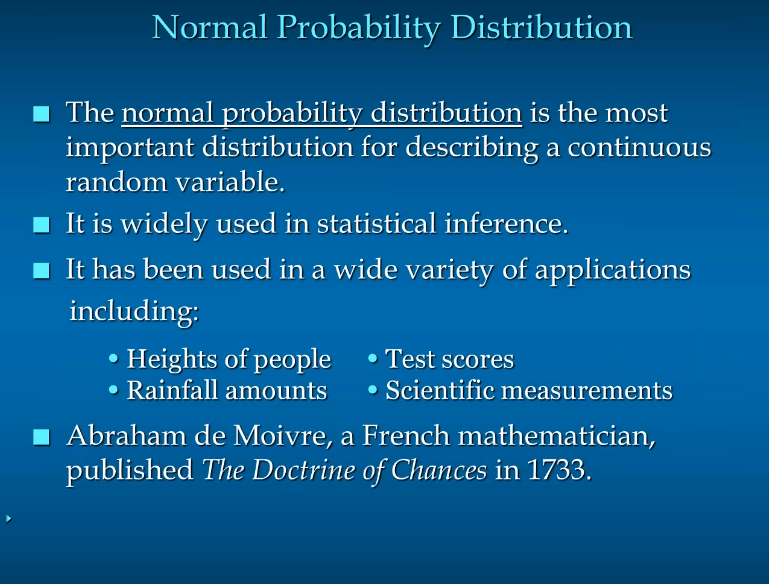 Normal Probability Distribution
The normal probability distribution is the most
important distribution for describing a continuous
random variable.
It is widely used in statistical inference.
It has been used in a wide variety of applications
including:
• Heights of people • Test scores
• Rainfall amounts • Scientific measurements
Abraham de Moivre, a French mathematician,
published The Doctrine of Chances in 1733.